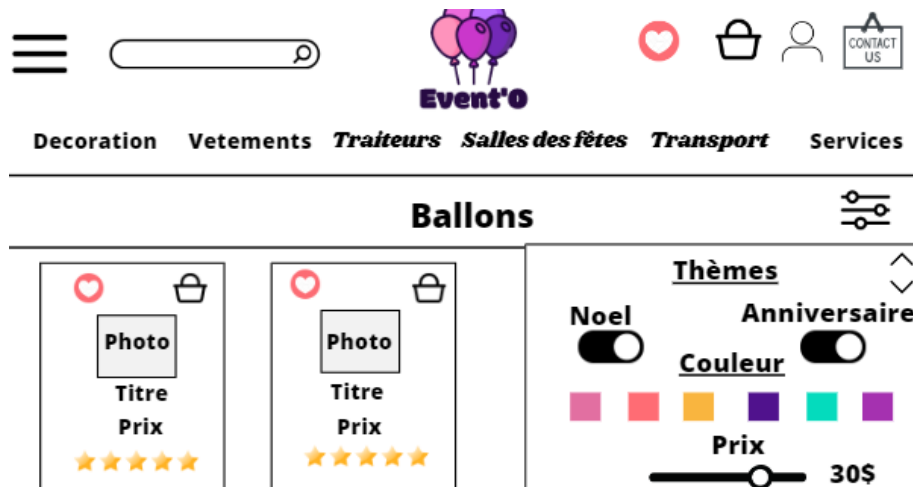 CONTACT
US
Event'O
Decoration Vetements Traiteurs Salles des fêtes Transport Services
Ballons
Thèmes
Noel Anniversaire
Photo Photo
Couleur
Titre Titre
Prix Prix
Prix
30$